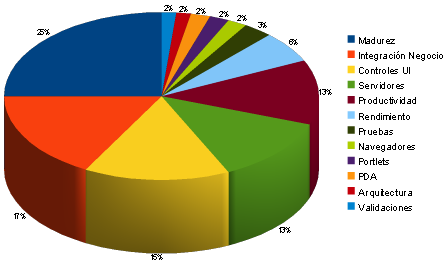 2%
2%
2%
2%
2%
3%
6%
13%
13%
15%
17%
25%
Madurez
Integración Negocio
Controles UI
Servidores
Productividad
Rendimiento
Pruebas
Navegadores
Portlets
PDA
Arquitectura
Validaciones